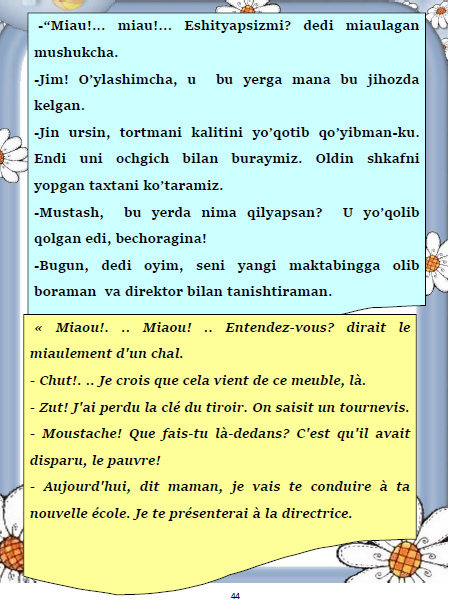 -“Miau!... miau!... Eshityapsizmi? dedi miaulagan
mushukcha.
-Jim! O’ylashimcha, u bu yerga mana bu jihozda
kelgan.
-Jin ursin, tortmani kalitini yo’qotib qo’yibman-ku.
Endi uni ochgich bilan buraymiz. Oldin shkafni
yopgan taxtani ko’taramiz.
-Mustash, bu yerda nima qilyapsan? U yo’qolib
qolgan edi, bechoragina!
-Bugun, dedi oyim, seni yangi maktabingga olib
boraman va direktor bilan tanishtiraman.
« Miaou!. .. Miaou! .. Entendez-vous? dirait le
miaulement d'un chal.
- Chut!. .. Je crois que cela vient de ce meuble, là.
- Zut! J'ai perdu la clé du tiroir. On saisit un tournevis.
- Moustache! Que fais-tu là-dedans? C'est qu'il avait
disparu, le pauvre!
- Aujourd'hui, dit maman, je vais te conduire à ta
nouvelle école. Je te présenterai à la directrice.
44